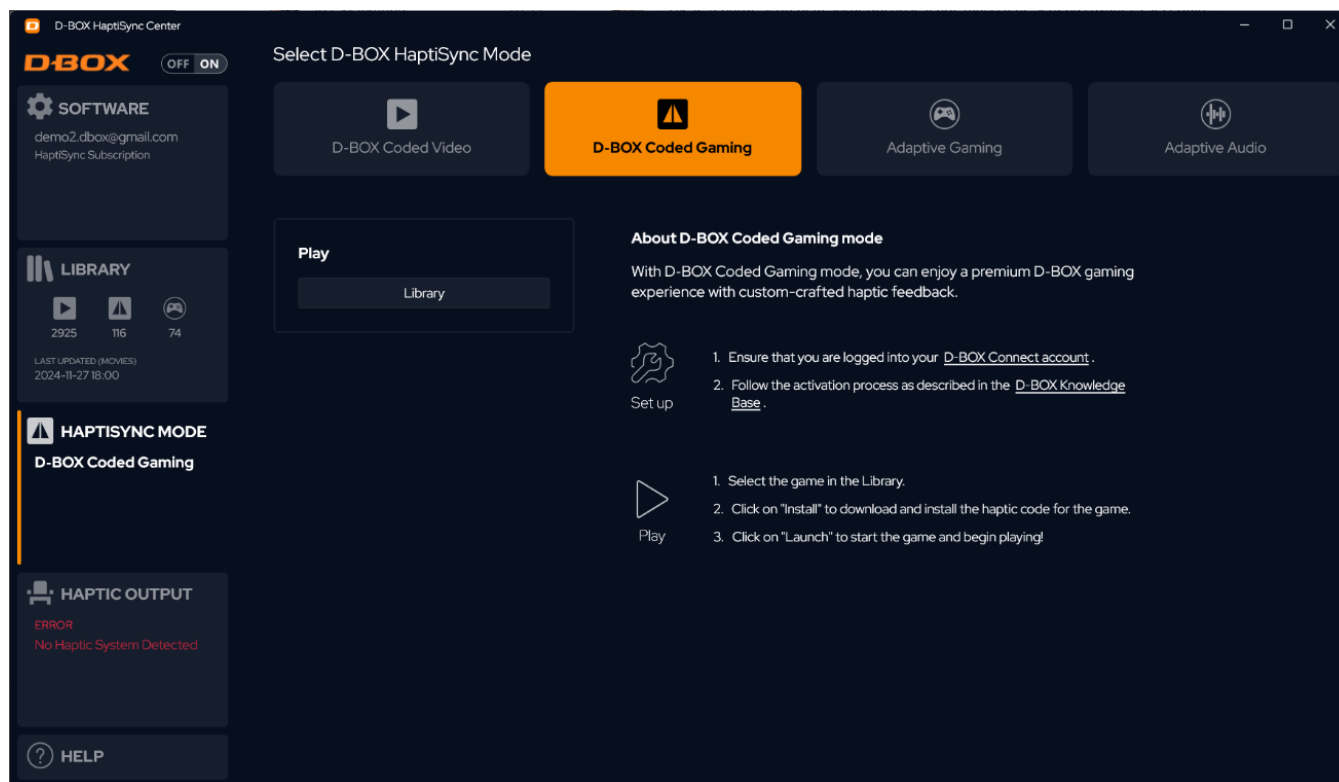 D-BOX HaptiSync Center
D-BOX
OFF ON
SOFTWARE
demo2.dbox@gmail.com
HaptiSync Subscription
LIBRARY
2925 116 74
LAST UPDATED (MOVIES)
2024-11-27 18:00
HAPTISYNC MODE
D-BOX Coded Gaming
HAPTIC OUTPUT
ERROR
No Haptic System Detected
? HELP
Select D-BOX HaptiSync Mode
D-BOX Coded Video
D-BOX Coded Gaming
Adaptive Gaming
Adaptive Audio
Play
Library
About D-BOX Coded Gaming mode
With D-BOX Coded Gaming mode, you can enjoy a premium D-BOX gaming
experience with custom-crafted haptic feedback.
Set up
1. Ensure that you are logged into your D-BOX Connect account .
2. Follow the activation process as described in the D-BOX Knowledge
Base .
Play
1. Select the game in the Library.
2. Click on "Install" to download and install the haptic code for the game.
3. Click on "Launch" to start the game and begin playing!